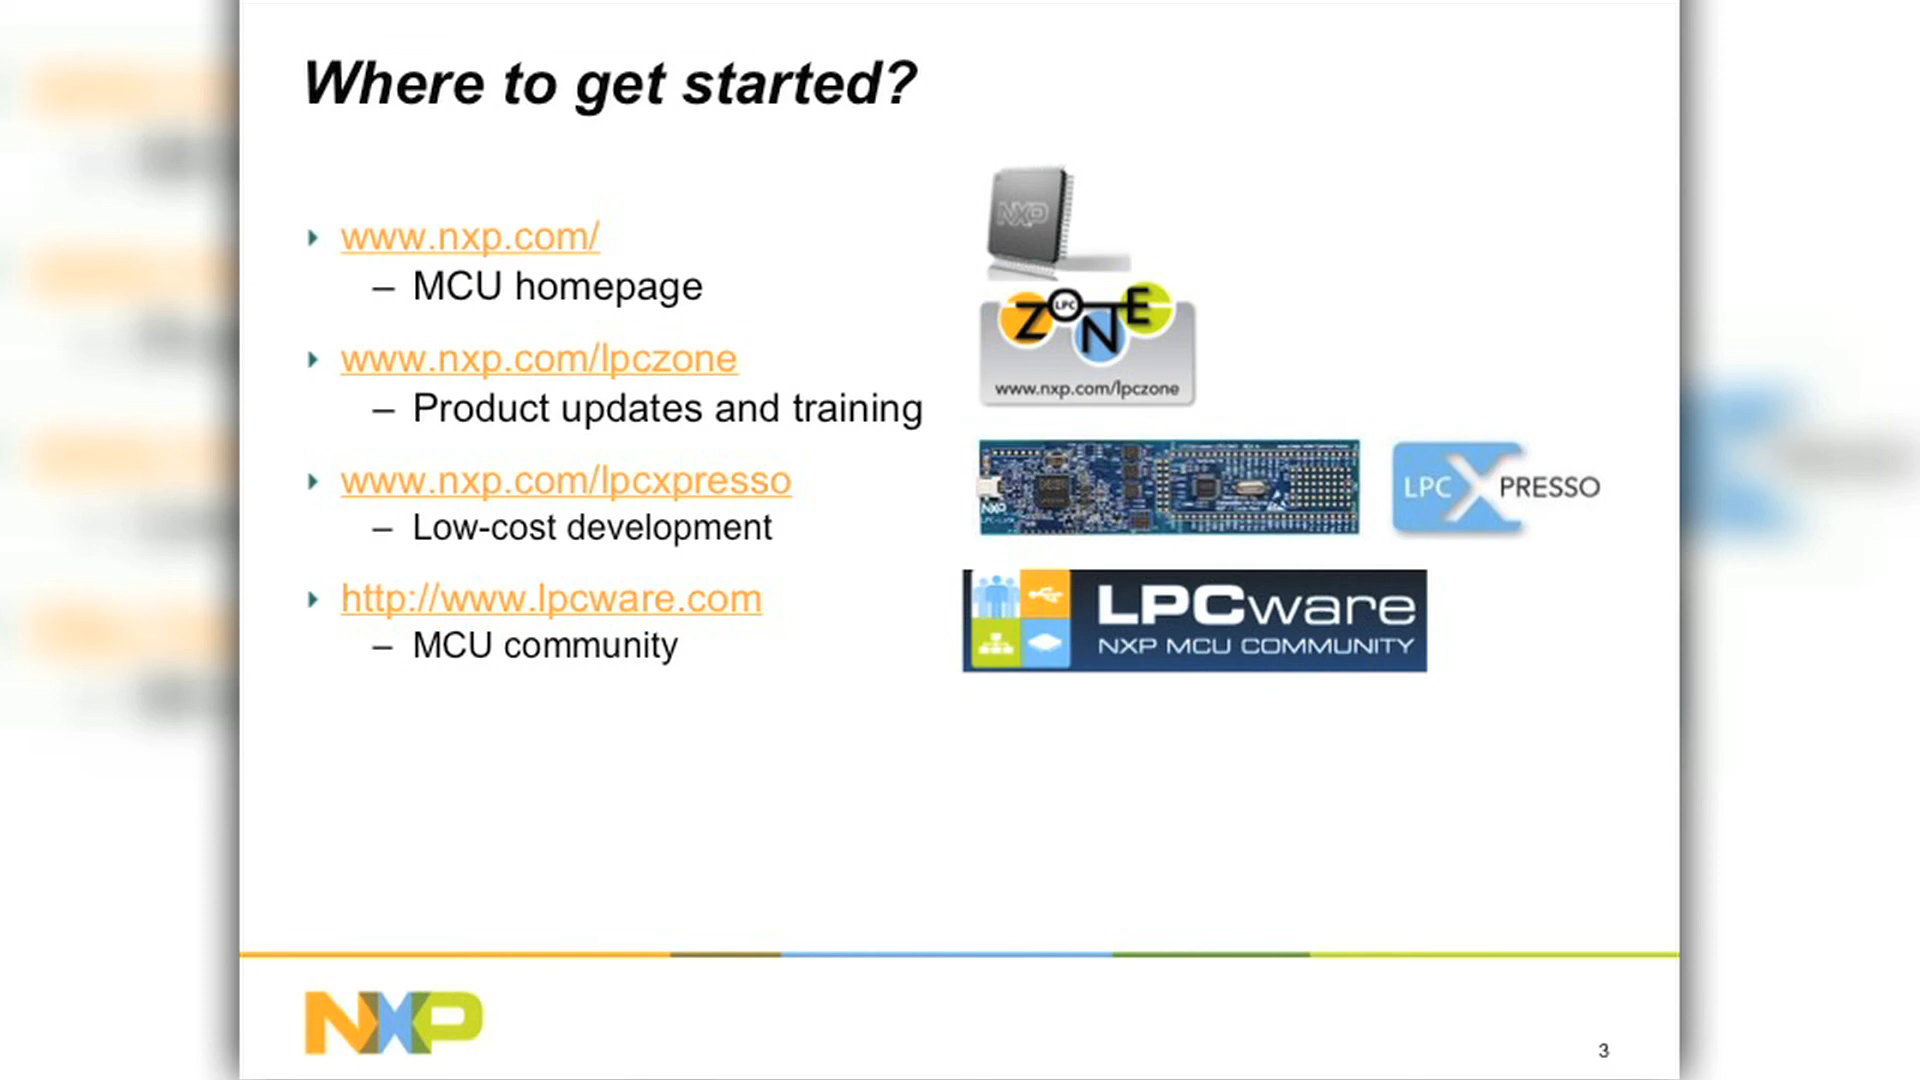 Where to get started?
www.nxp.com/
– MCU homepage
www.nxp.com/lpczone
– Product updates and training
www.nxp.com/lpcxpresso
– Low-cost development
http://www.lpcware.com
– MCU community
NXP
LPC
ZONE
www.nxp.com/lpczone
NXP
LPC XPRESSO
LPCware
NXP MCU COMMUNITY
NXP
3